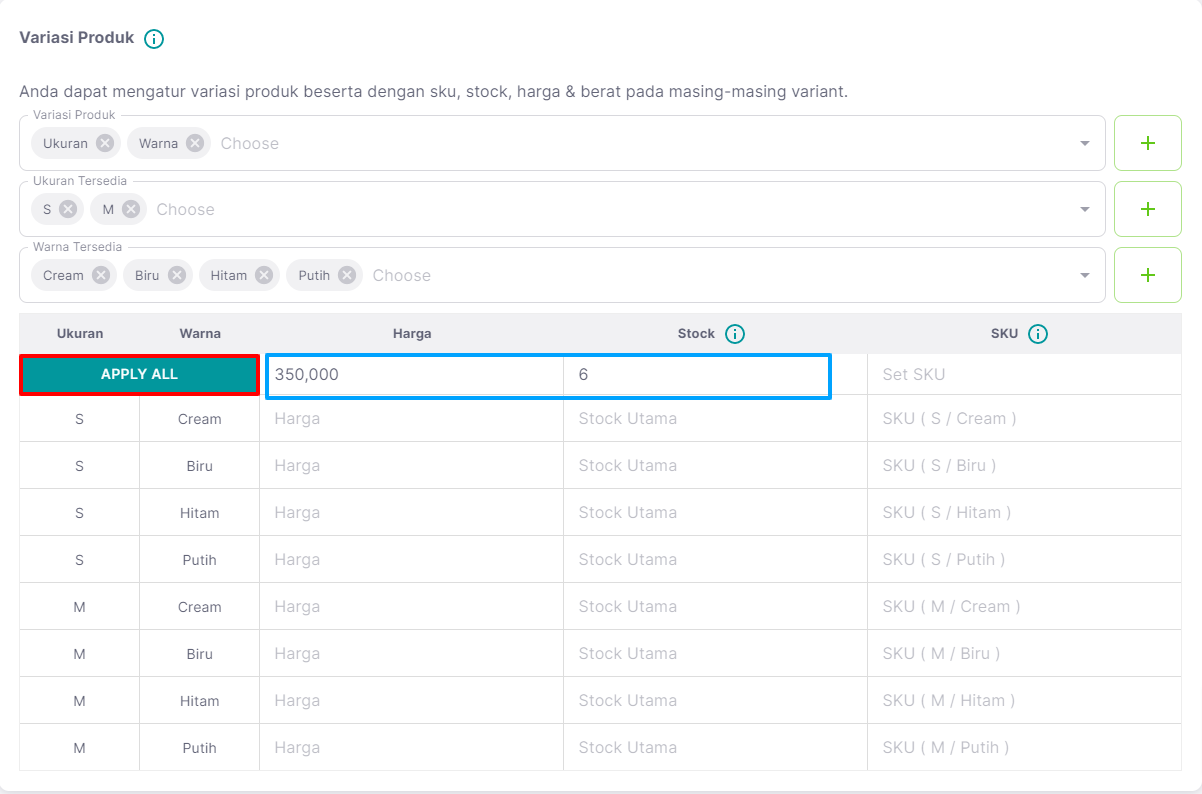 Variasi Produk
Anda dapat mengatur variasi produk beserta dengan sku, stock, harga & berat pada masing-masing variant.
Variasi Produk
Ukuran Warna Choose
Ukuran Tersedia
S M Choose
Warna Tersedia
Cream Biru Hitam Putih Choose
Ukuran Warna Harga Stock SKU
APPLY ALL 350,000 6 Set SKU
S Cream Harga Stock Utama SKU ( S / Cream )
S Biru Harga Stock Utama SKU ( S / Biru )
S Hitam Harga Stock Utama SKU ( S / Hitam )
S Putih Harga Stock Utama SKU ( S / Putih )
M Cream Harga Stock Utama SKU ( M / Cream )
M Biru Harga Stock Utama SKU ( M / Biru )
M Hitam Harga Stock Utama SKU ( M / Hitam )
M Putih Harga Stock Utama SKU ( M / Putih )